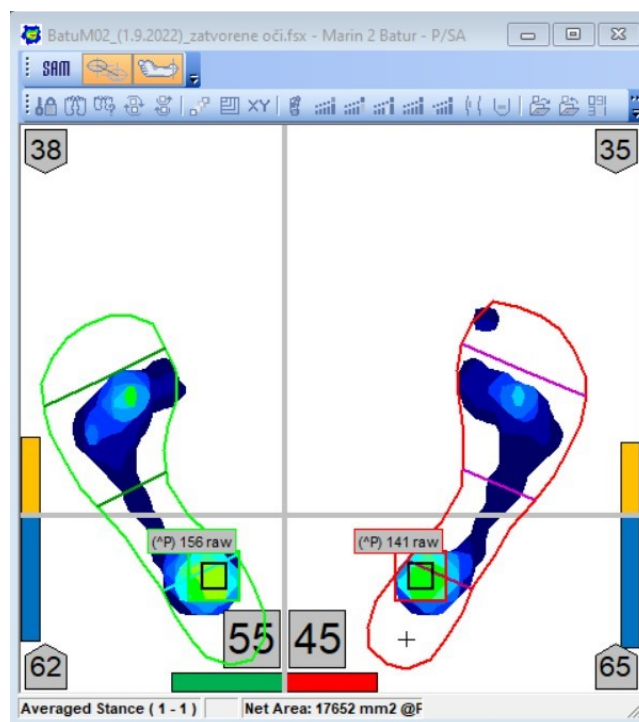 BatuM02_(1.9.2022)_zatvorene oči.fsx - Marin 2 Batur - P/SA
SAM
XY
38
35
(^P) 156 raw
(^P) 141 raw
55 45
62
65
Averaged Stance ( 1 - 1 )
Net Area: 17652 mm2 @F